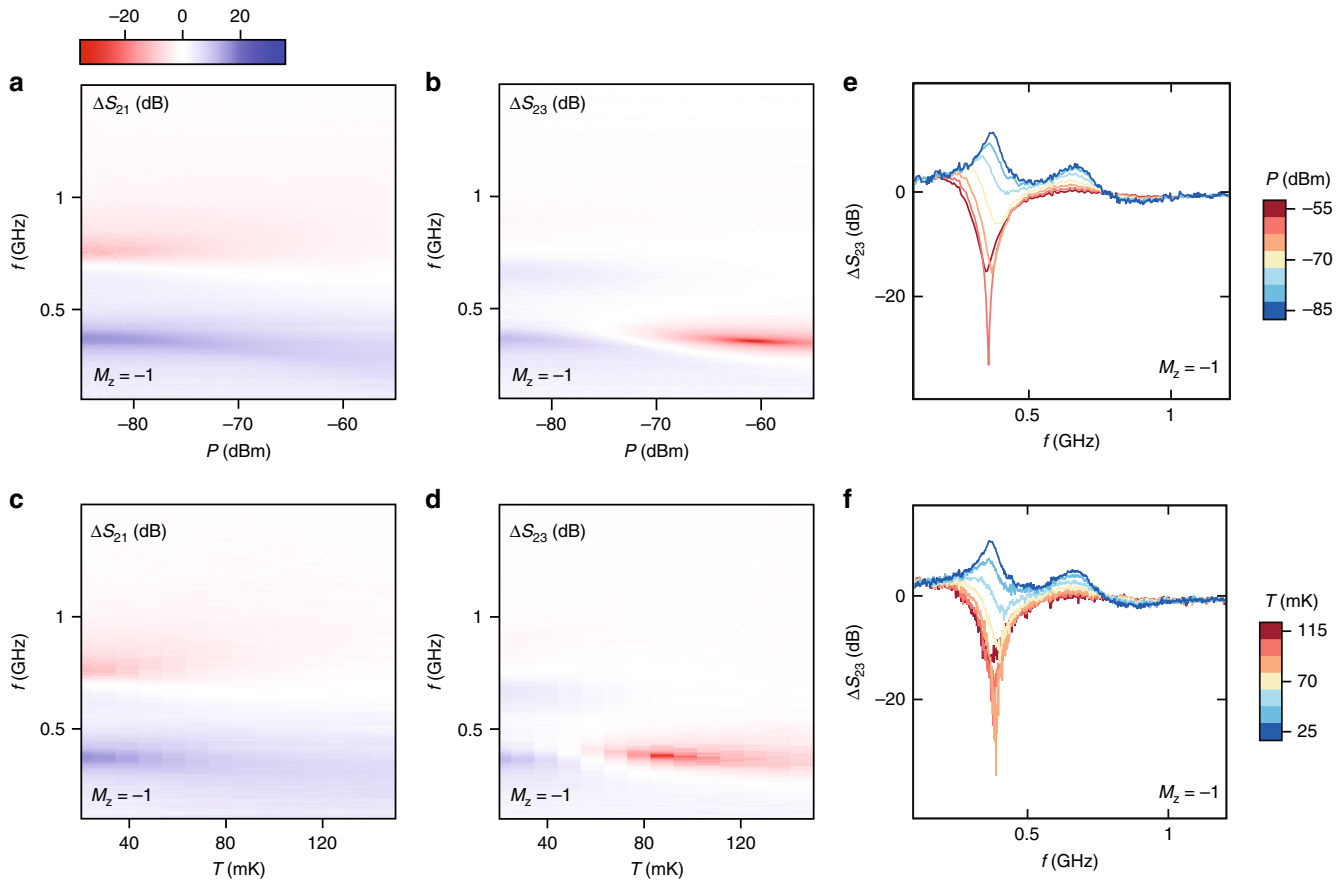 −20 0 20
a
ΔS21 (dB)
1
0.5
f (GHz)
Mz = −1
−80 −70 −60
P (dBm)
b
ΔS23 (dB)
1
0.5
f (GHz)
Mz = −1
−80 −70 −60
P (dBm)
e
0
−20
ΔS23 (dB)
Mz = −1
0.5 1
f (GHz)
P (dBm)
−55
−70
−85
c
ΔS21 (dB)
1
0.5
f (GHz)
Mz = −1
40 80 120
T (mK)
d
ΔS23 (dB)
1
0.5
f (GHz)
Mz = −1
40 80 120
T (mK)
f
0
−20
ΔS23 (dB)
Mz = −1
0.5 1
f (GHz)
T (mK)
115
70
25